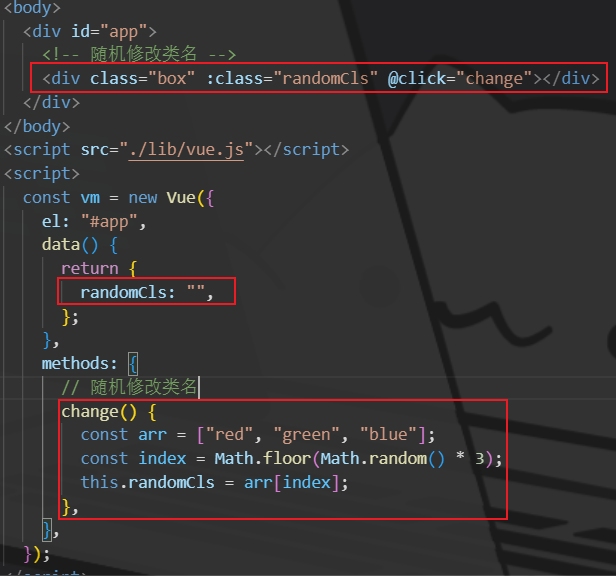 <body>
<div id="app">
<!-- 随机修改类名 -->
<div class="box" :class="randomCls" @click="change"></div>
</div>
</body>
<script src="./lib/vue.js"></script>
<script>
const vm = new Vue({
el: "#app",
data() {
return {
randomCls: "",
};
},
methods: {
// 随机修改类名
change() {
const arr = ["red", "green", "blue"];
const index = Math.floor(Math.random() * 3);
this.randomCls = arr[index];
},
},
});
</script>